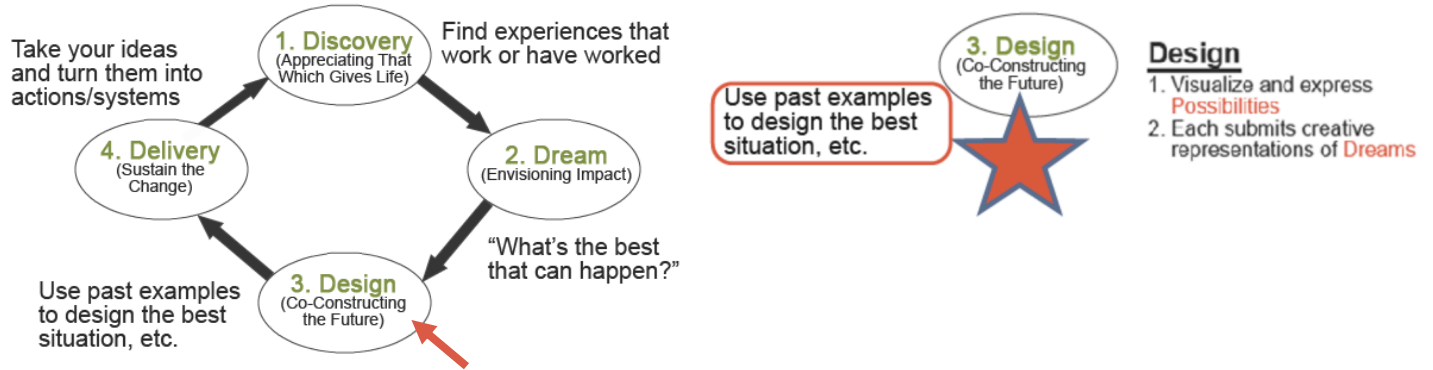 1. Discovery
(Appreciating That
Which Gives Life)
Find experiences that
work or have worked
2. Dream
(Envisioning Impact)
“What's the best
that can happen?”
3. Design
(Co-Constructing
the Future)
Use past examples
to design the best
situation, etc.
4. Delivery
(Sustain the
Change)
Take your ideas
and turn them into
actions/systems
3. Design
(Co-Constructing
the Future)
Use past examples
to design the best
situation, etc.
Design
1. Visualize and express
Possibilities
2. Each submits creative
representations of Dreams